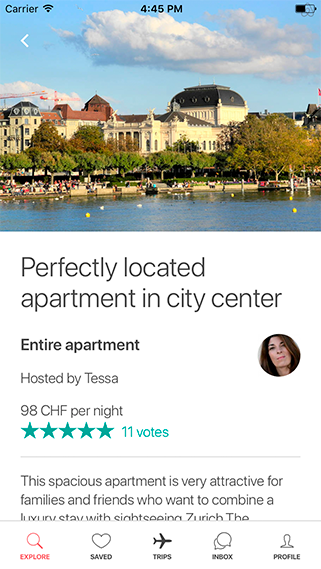 Carrier 4:45 PM
Perfectly located
apartment in city center
Entire apartment
Hosted by Tessa
98 CHF per night
11 votes
This spacious apartment is very attractive for
families and friends who want to combine a
luxury stay with sightseeing Zurich The
EXPLORE SAVED TRIPS INBOX PROFILE